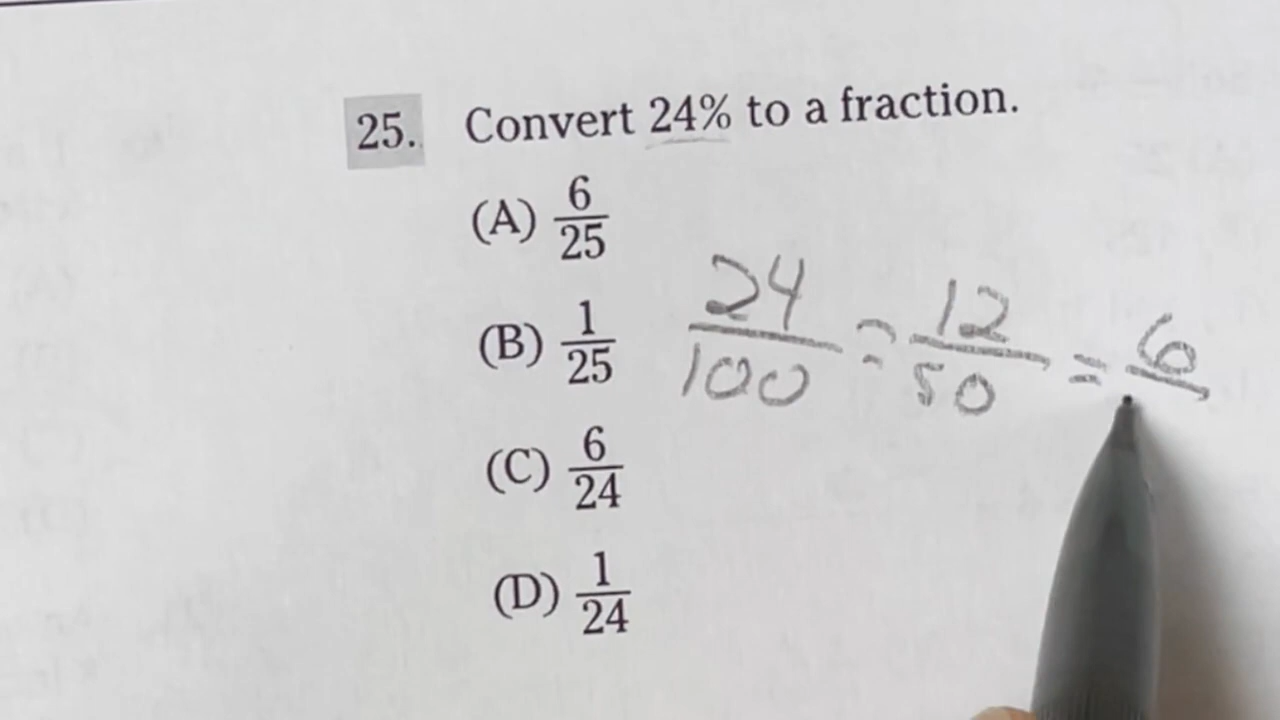 25. Convert 24% to a fraction.
(A) 6/25
(B) 1/25
(C) 6/24
(D) 1/24
24/100 = 12/50 = 6/